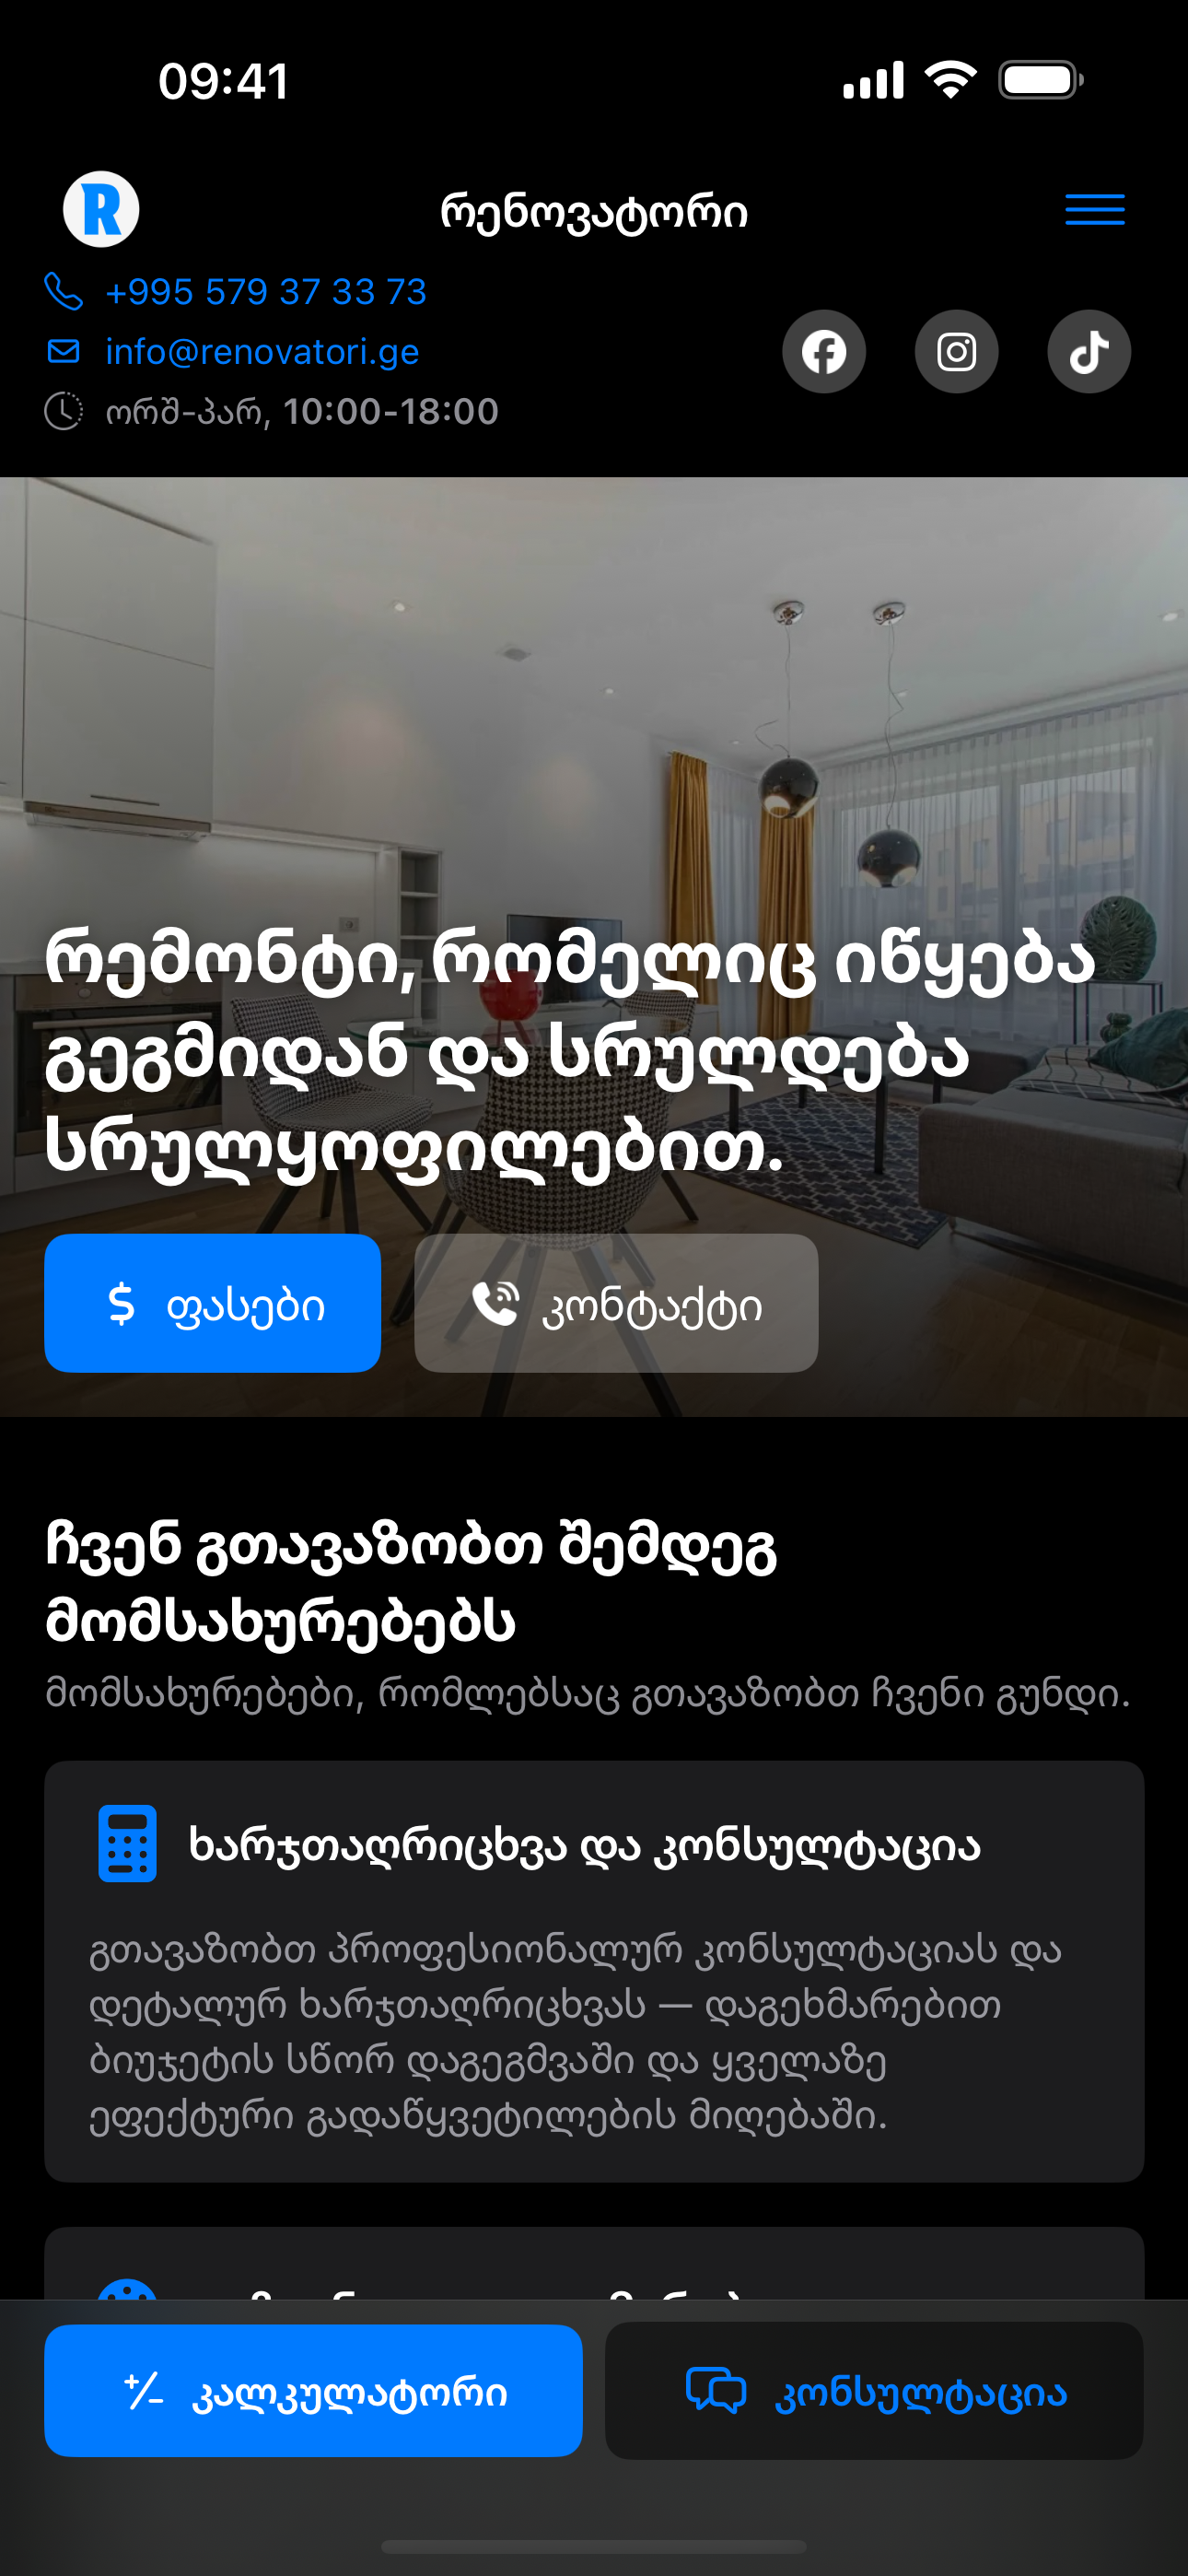 09:41
R
რენოვატორი
+995 579 37 33 73
info@renovatori.ge
ორშ-პარ, 10:00-18:00
რემონტი, რომელიც იწყება
გეგმიდან და სრულდება
სრულყოფილებით.
$ ფასები
კონტაქტი
ჩვენ გთავაზობთ შემდეგ
მომსახურებებს
მომსახურებები, რომლებსაც გთავაზობთ ჩვენი გუნდი.
ხარჯთაღრიცხვა და კონსულტაცია
გთავაზობთ პროფესიონალურ კონსულტაციას და
დეტალურ ხარჯთაღრიცხვას — დაგეხმარებით
ბიუჯეტის სწორ დაგეგმვაში და ყველაზე
ეფექტური გადაწყვეტილების მიღებაში.
კალკულატორი
კონსულტაცია